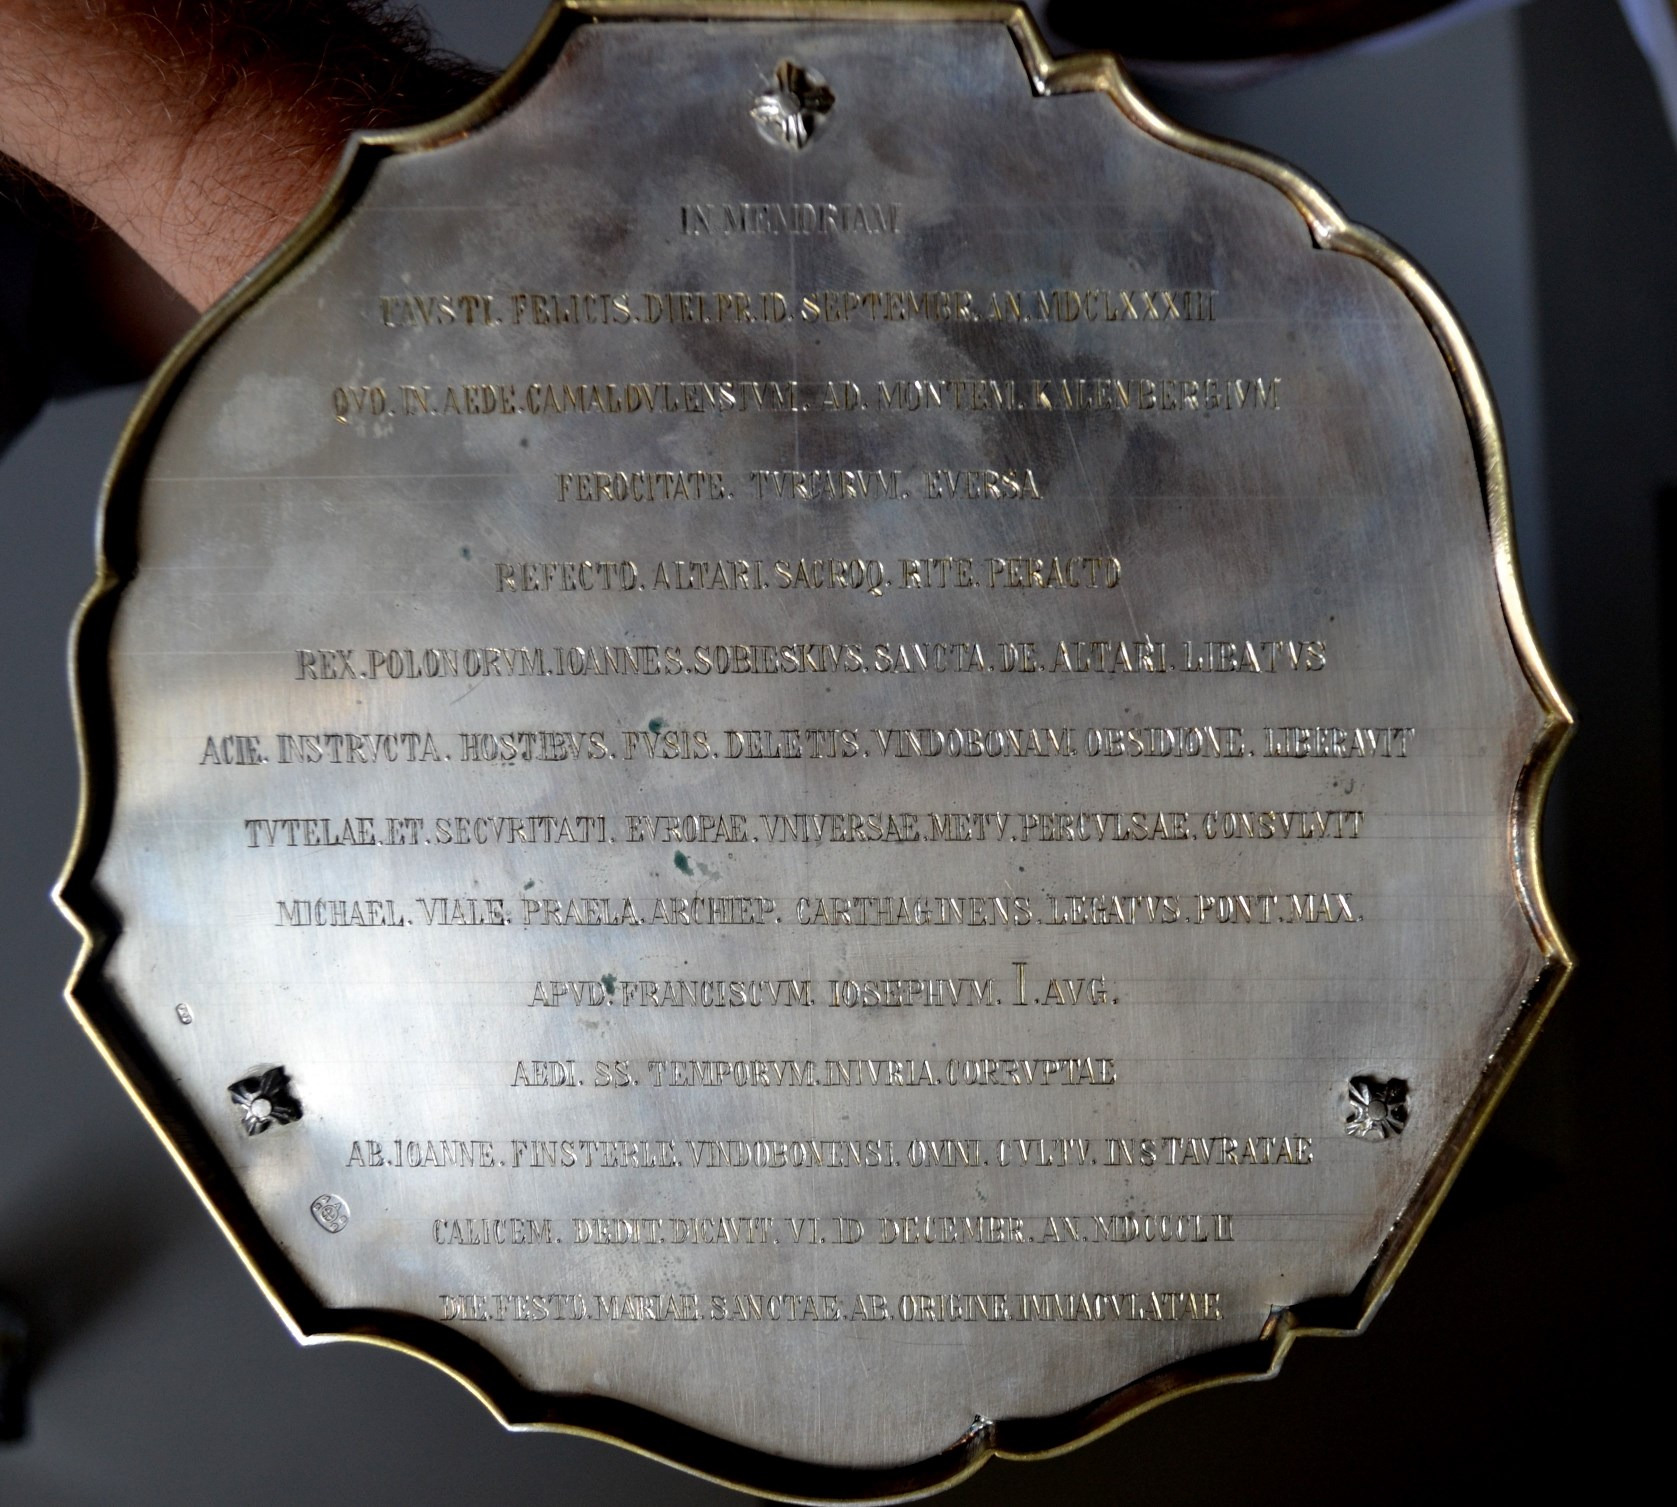 IN MEMORIAM
FAVSTI. FELICIS. DIEI. PR. ID. SEPTEMBR. AN. MDCLXXXIII
QVO. IN. AEDE. CAMALDVLENSIVM. AD. MONTEM. KALENBERGIVM
FEROCITATE. TVRCARVM. EVERSA
REFECTO. ALTARI. SACROQ. RITE. PERACTO
REX. POLONORVM. IOANNES. SOBIESKIVS. SANCTA. DE. ALTARI. LIBATVS
ACIE. INSTRVCTA. HOSTIBVS. FVSIS. DELETIS. VINDOBONAM. OBSIDIONE. LIBERAVIT
TVTELAE. ET. SECVRITATI. EVROPAE. VNIVERSAE. METV. PERCVLSAE. CONSVLVIT
MICHAEL. VIALE. PRAELA. ARCHIEP. CARTHAGINENS. LEGATVS. PONT. MAX.
APVD. FRANCISCVM. IOSEPHVM. I. AVG.
AEDI. SS. TEMPORVM. INIVRIA. CORRVPTAE
AB. IOANNE. FINSTERLE. VINDOBONENSI. OMNI. CVLTV. INSTAVRATAE
CALICEM. DEDIT. DICAVIT. VI. ID DECEMBR. AN. MDCCCLII
DIE. FESTO. MARIAE. SANCTAE. AB. ORIGINE. IMMACVLATAE